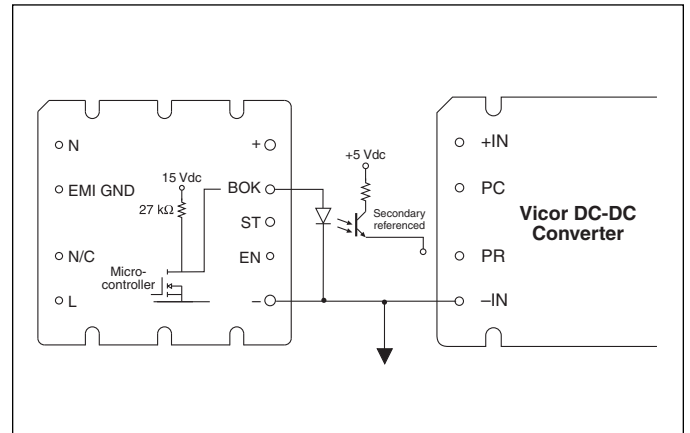 N
EMI GND
N/C
L
15 Vdc
27 kΩ
Micro-
controller
+
BOK
ST
EN
–
+5 Vdc
Secondary
referenced
+IN
PC
PR
–IN
Vicor DC-DC
Converter